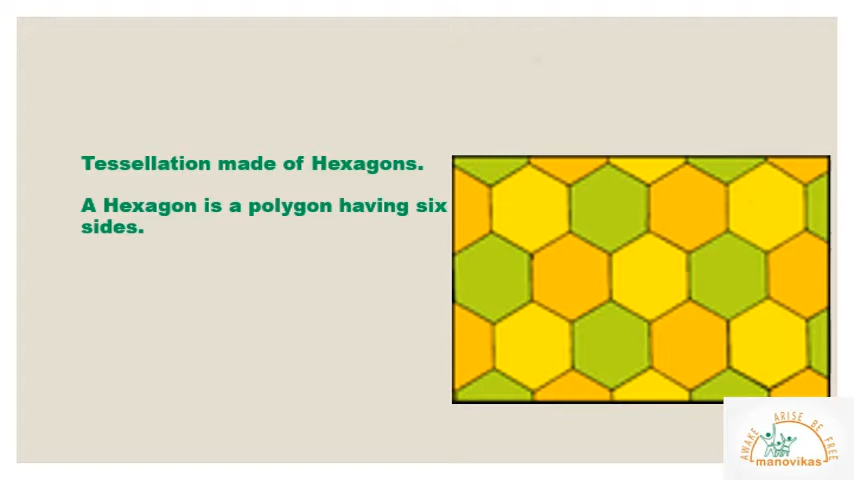 Tessellation made of Hexagons.
A Hexagon is a polygon having six
sides.
AWAKE ARISE BE FREE
manovikas